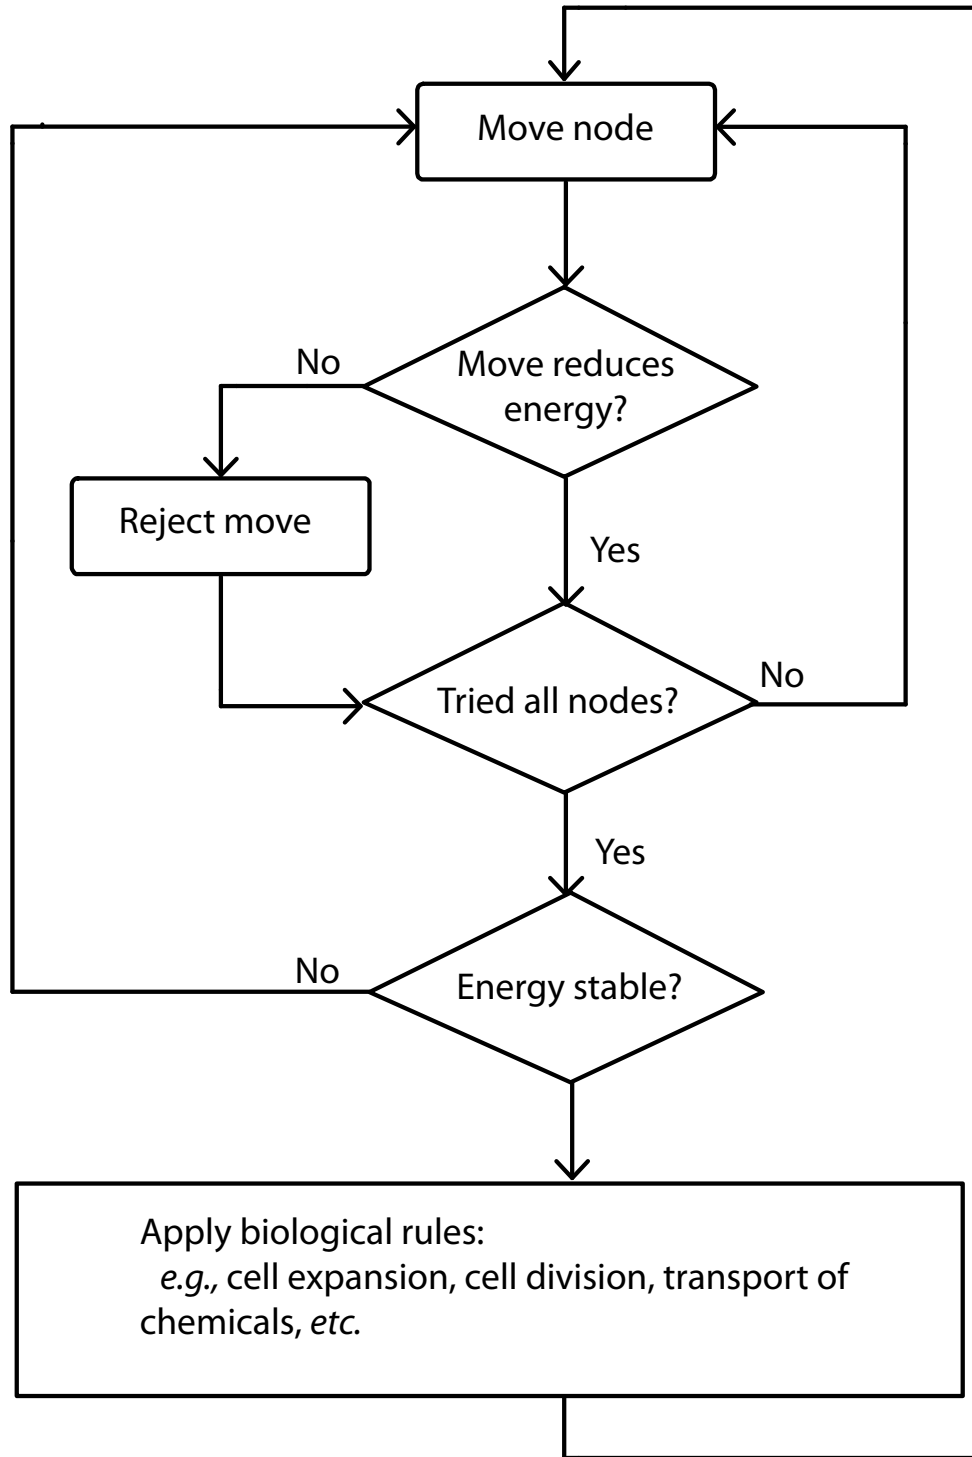 Move node
No
Move reduces
energy?
Reject move
Yes
Tried all nodes?
No
Yes
No
Energy stable?
Apply biological rules:
e.g., cell expansion, cell division, transport of
chemicals, etc.